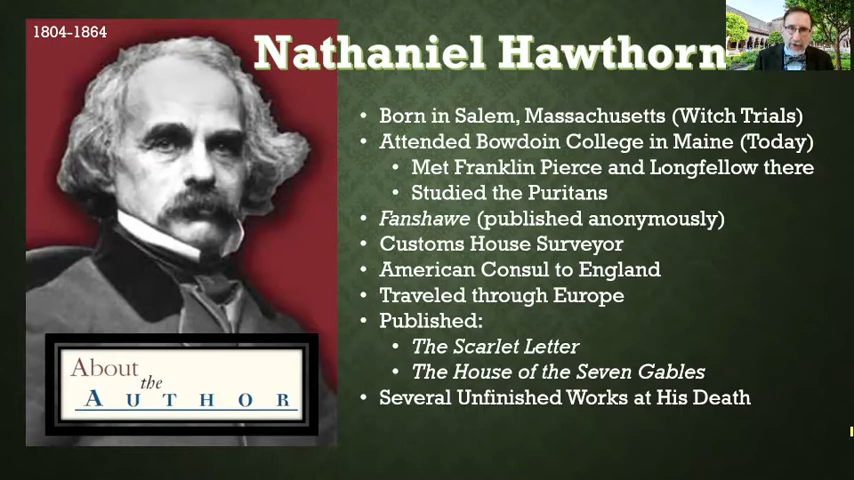 1804-1864
Nathaniel Hawthorn
• Born in Salem, Massachusetts (Witch Trials)
• Attended Bowdoin College in Maine (Today)
• Met Franklin Pierce and Longfellow there
• Studied the Puritans
• Fanshawe (published anonymously)
• Customs House Surveyor
• American Consul to England
• Traveled through Europe
• Published:
• The Scarlet Letter
• The House of the Seven Gables
• Several Unfinished Works at His Death
About
the
AUTHOR